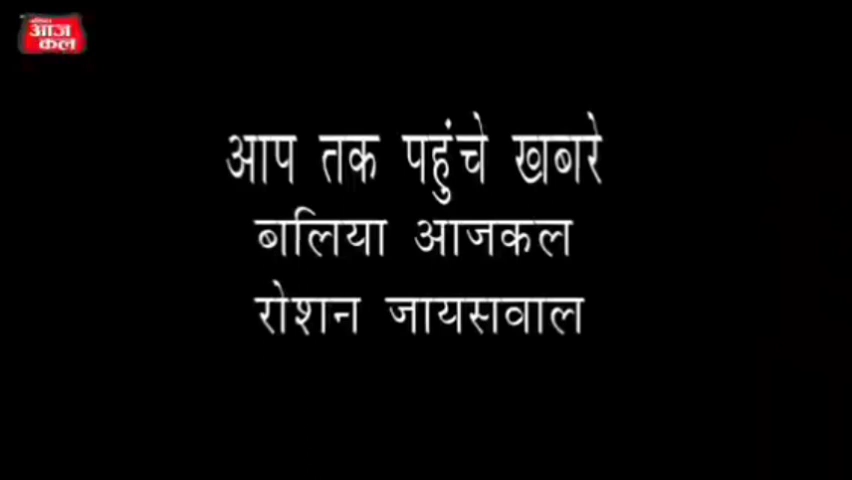 आज
कल
आप तक पहुंचे खबरे
बलिया आजकल
रोशन जायसवाल